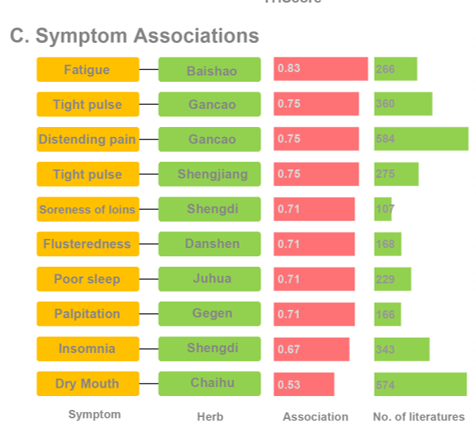 C. Symptom Associations
Fatigue Baishao 0.83 266
Tight pulse Gancao 0.75 360
Distending pain Gancao 0.75 584
Tight pulse Shengjiang 0.75 275
Soreness of loins Shengdi 0.71 107
Flusteredness Danshen 0.71 168
Poor sleep Juhua 0.71 229
Palpitation Gegen 0.71 166
Insomnia Shengdi 0.67 343
Dry Mouth Chaihu 0.53 574
Symptom Herb Association No. of literatures